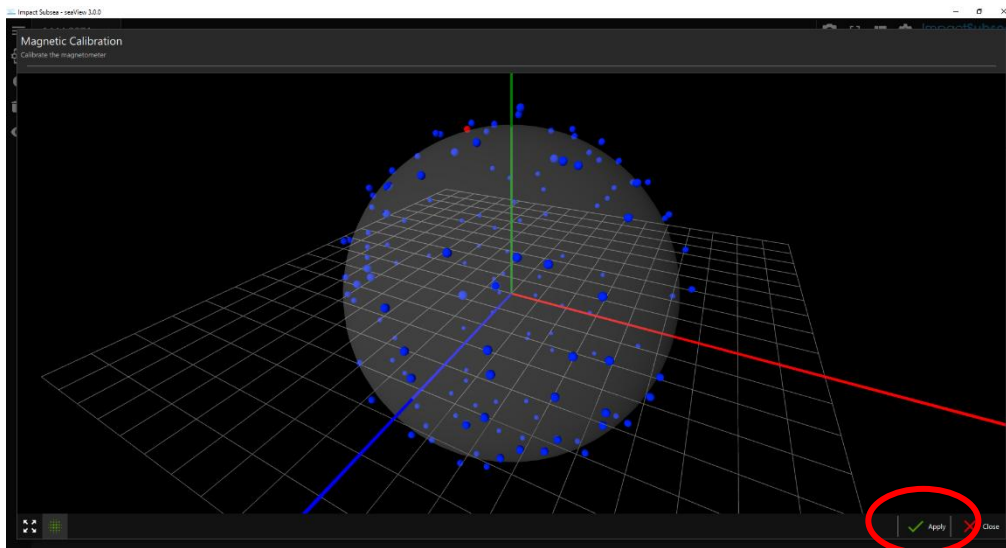 Impact Subsea - seaView 3.0.0
Magnetic Calibration
Calibrate the magnetometer
Apply
Close